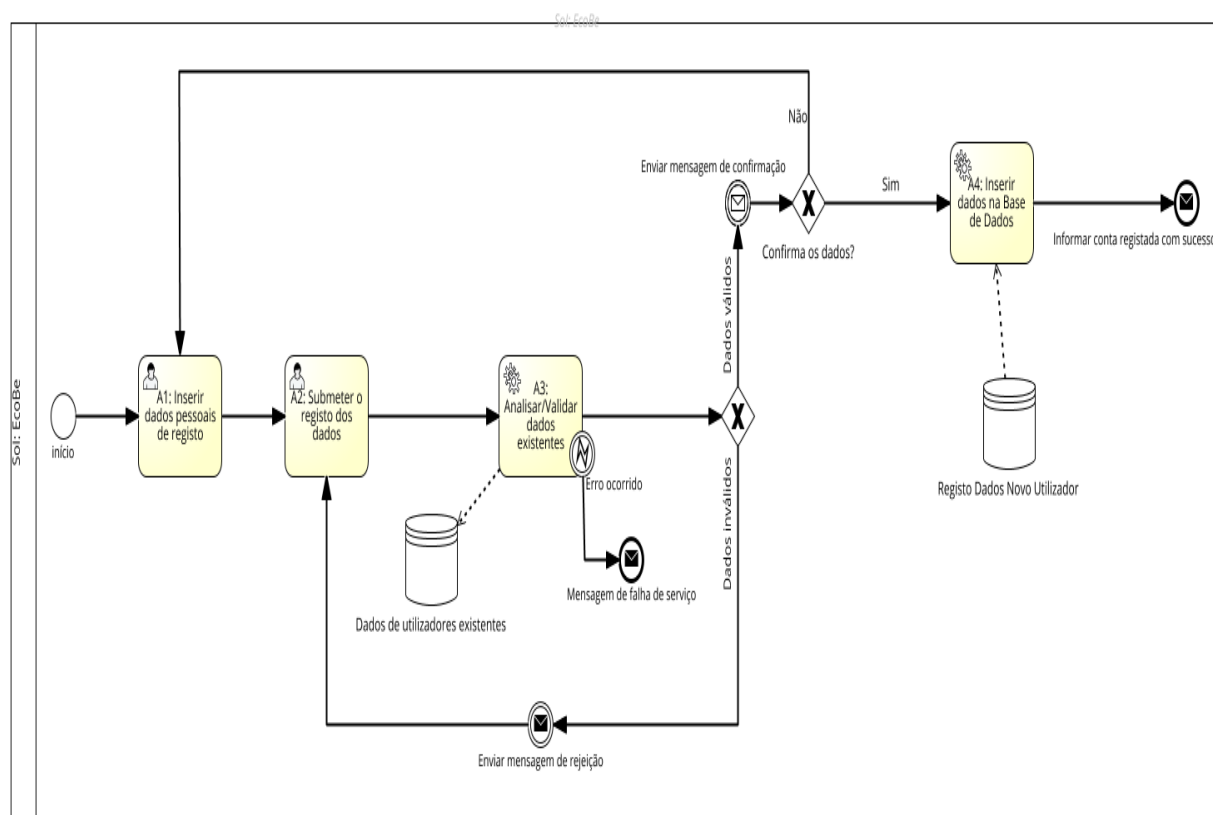 Sol: EcoBe
Sol: EcoBe
Não
Enviar mensagem de confirmação
Sim
A4: Inserir
dados na Base
de Dados
Confirma os dados?
Informar conta registada com sucesso
Dados válidos
A1: Inserir
dados pessoais
de registo
A2: Submeter o
registo dos
dados
A3:
Analisar/Validar
dados
existentes
início
Erro ocorrido
Dados inválidos
Registo Dados Novo Utilizador
Mensagem de falha de serviço
Dados de utilizadores existentes
Enviar mensagem de rejeição